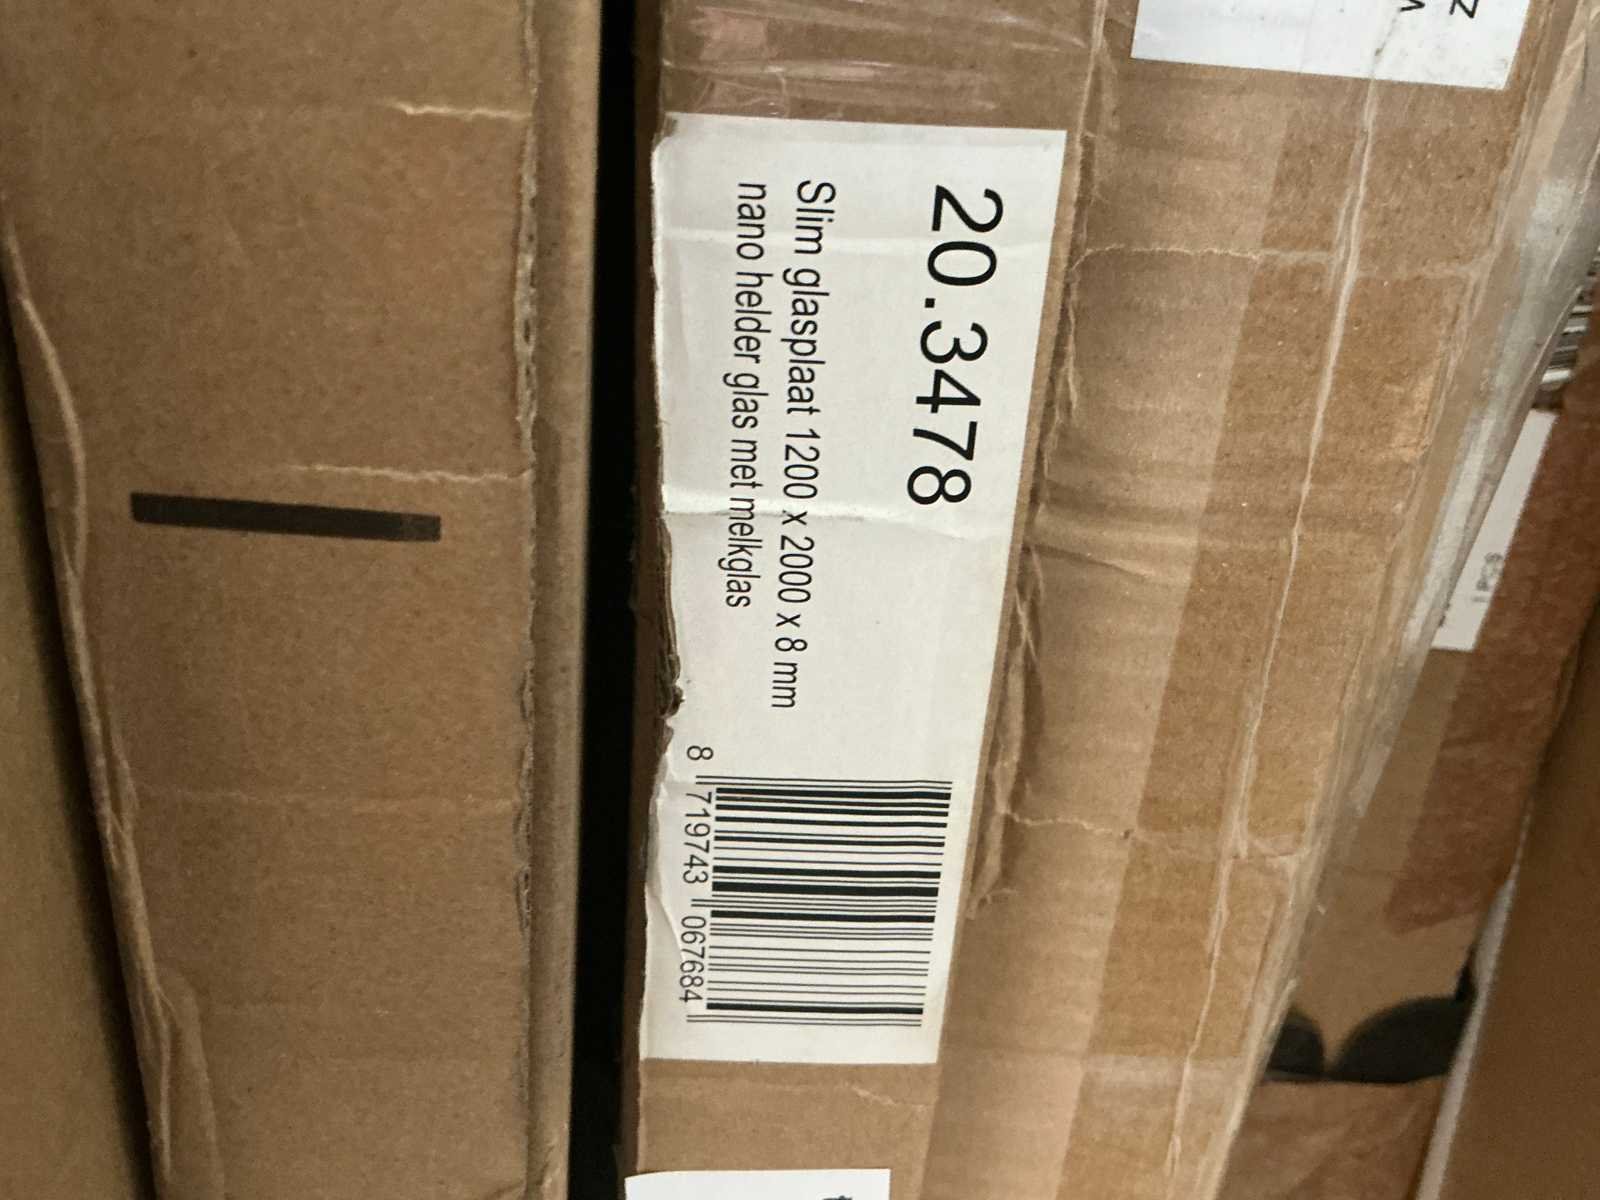 20.3478
Slim glasplaat 1200 x 2000 x 8 mm
nano helder glas met melkglas
8 719743 067684